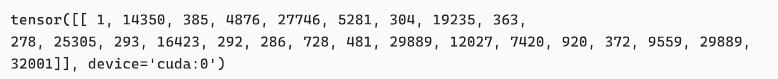 tensor([[ 1, 14350, 385, 4876, 27746, 5281, 304, 19235, 363,
278, 25305, 293, 16423, 292, 286, 728, 481, 29889, 12027, 7420, 920, 372, 9559, 29889,
32001]], device='cuda:0')